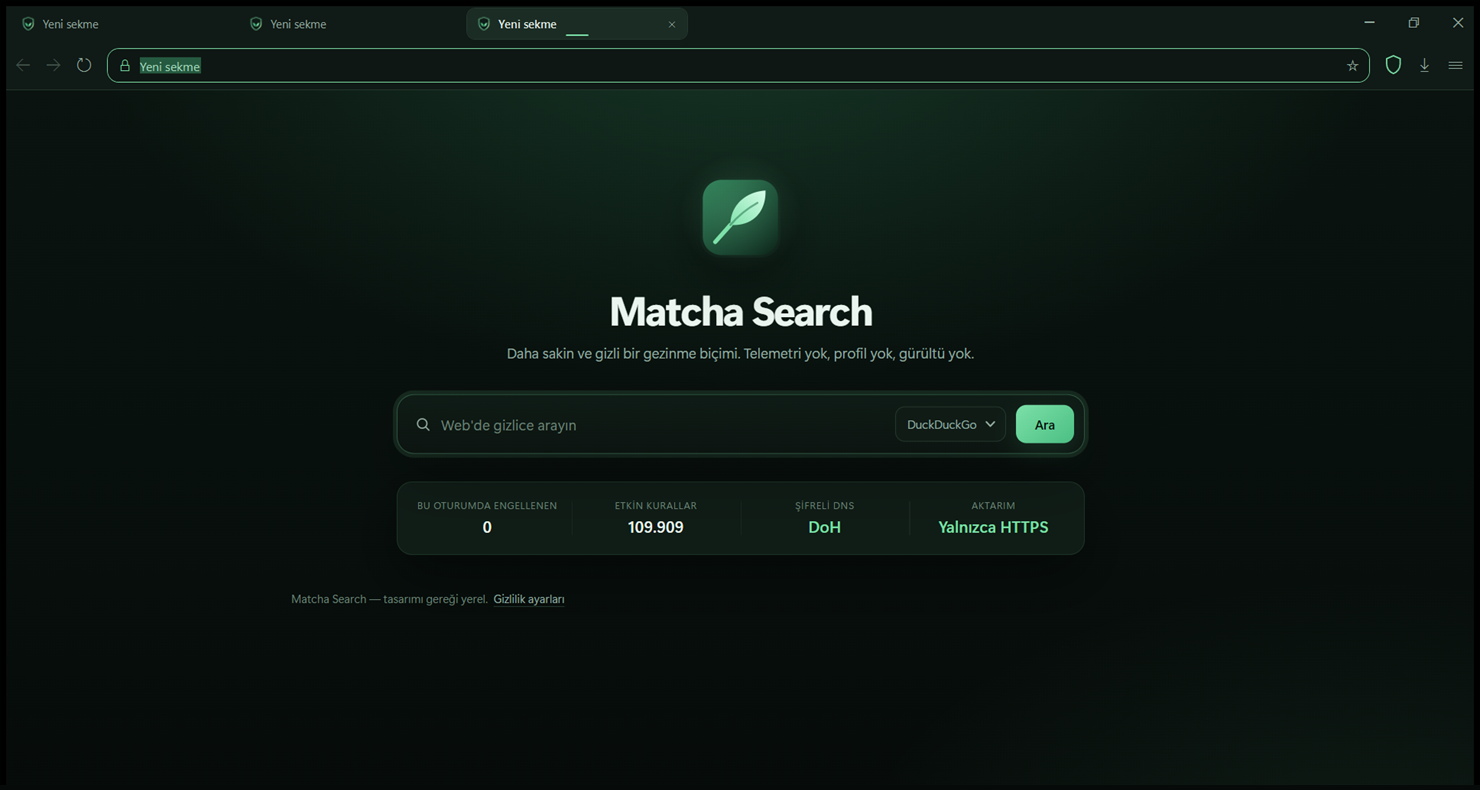 Yeni sekme
Yeni sekme
Yeni sekme
Yeni sekme
Matcha Search
Daha sakin ve gizli bir gezinme biçimi. Telemetri yok, profil yok, gürültü yok.
Web'de gizlice arayın
DuckDuckGo
Ara
BU OTURUMDA ENGELLENEN
0
ETKİN KURALLAR
109.909
ŞİFRELİ DNS
DoH
AKTARIM
Yalnızca HTTPS
Matcha Search — tasarımı gereği yerel. Gizlilik ayarları